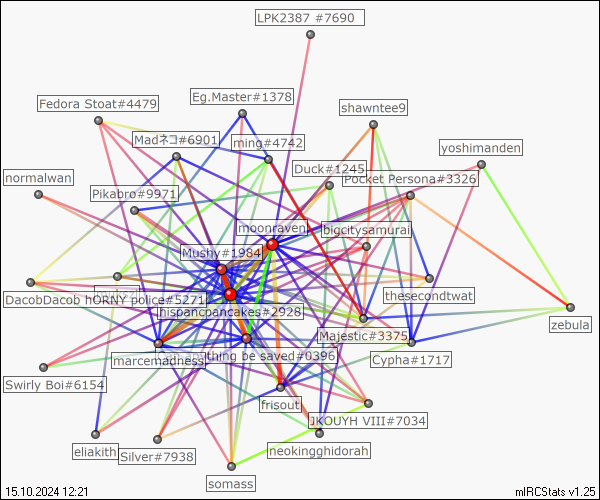 LPK2387 #7690
Eg.Master#1378
Fedora Stoat#4479
shawntee9
Madネコ#6901
ming#4742
yoshimanden
Duck#1245
normalwan
Pocket Persona#3326
Pikabrø#9971
moonraven
bigcitysamurai
Mushy#1984
DacobDacob
hORNY police#5271
thesecondtwat
hispancpancakes#2928
zebula
Majestic#3375
marcemadness
thing be saved#0396
Cypha#1717
Swirly Boi#6154
frisout
JKOUYH VIII#7034
eliakith
neokingghidorah
Silver#7938
somass
15.10.2024 12:21
mIRCStats v1.25